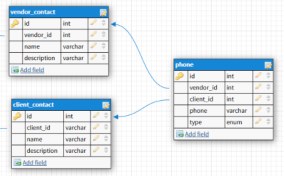 vendor_contact
id int
vendor_id int
name varchar
description varchar
Add field
client_contact
id int
client_id int
name varchar
description varchar
Add field
phone
id int
vendor_id int
client_id int
phone varchar
type enum
Add field